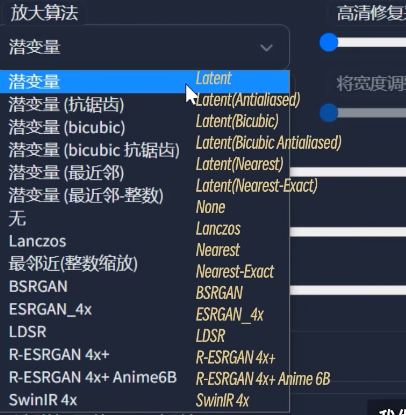 放大算法
高清修复采
潜变量
将宽度调整
潜变量 Latent
潜变量 (抗锯齿) Latent(Antialiased)
潜变量 (bicubic) Latent(Bicubic)
潜变量 (bicubic 抗锯齿) Latent(Bicubic Antialiased)
潜变量 (最近邻) Latent(Nearest)
潜变量 (最近邻-整数) Latent(Nearest-Exact)
无 None
Lanczos Lanczos
最邻近(整数缩放) Nearest
Nearest-Exact
BSRGAN BSRGAN
ESRGAN_4x ESRGAN_4x
LDSR LDSR
R-ESRGAN 4x+ R-ESRGAN 4x+
R-ESRGAN 4x+ Anime6B R-ESRGAN 4x+ Anime 6B
SwinIR 4x SwinIR 4x